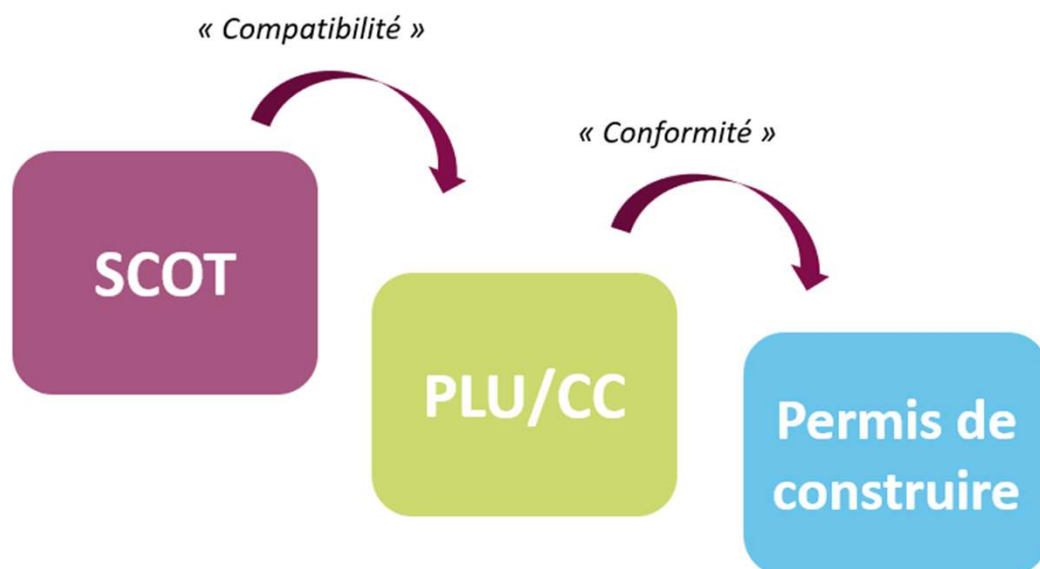 « Compatibilité »
« Conformité »
SCOT
PLU/CC
Permis de
construire